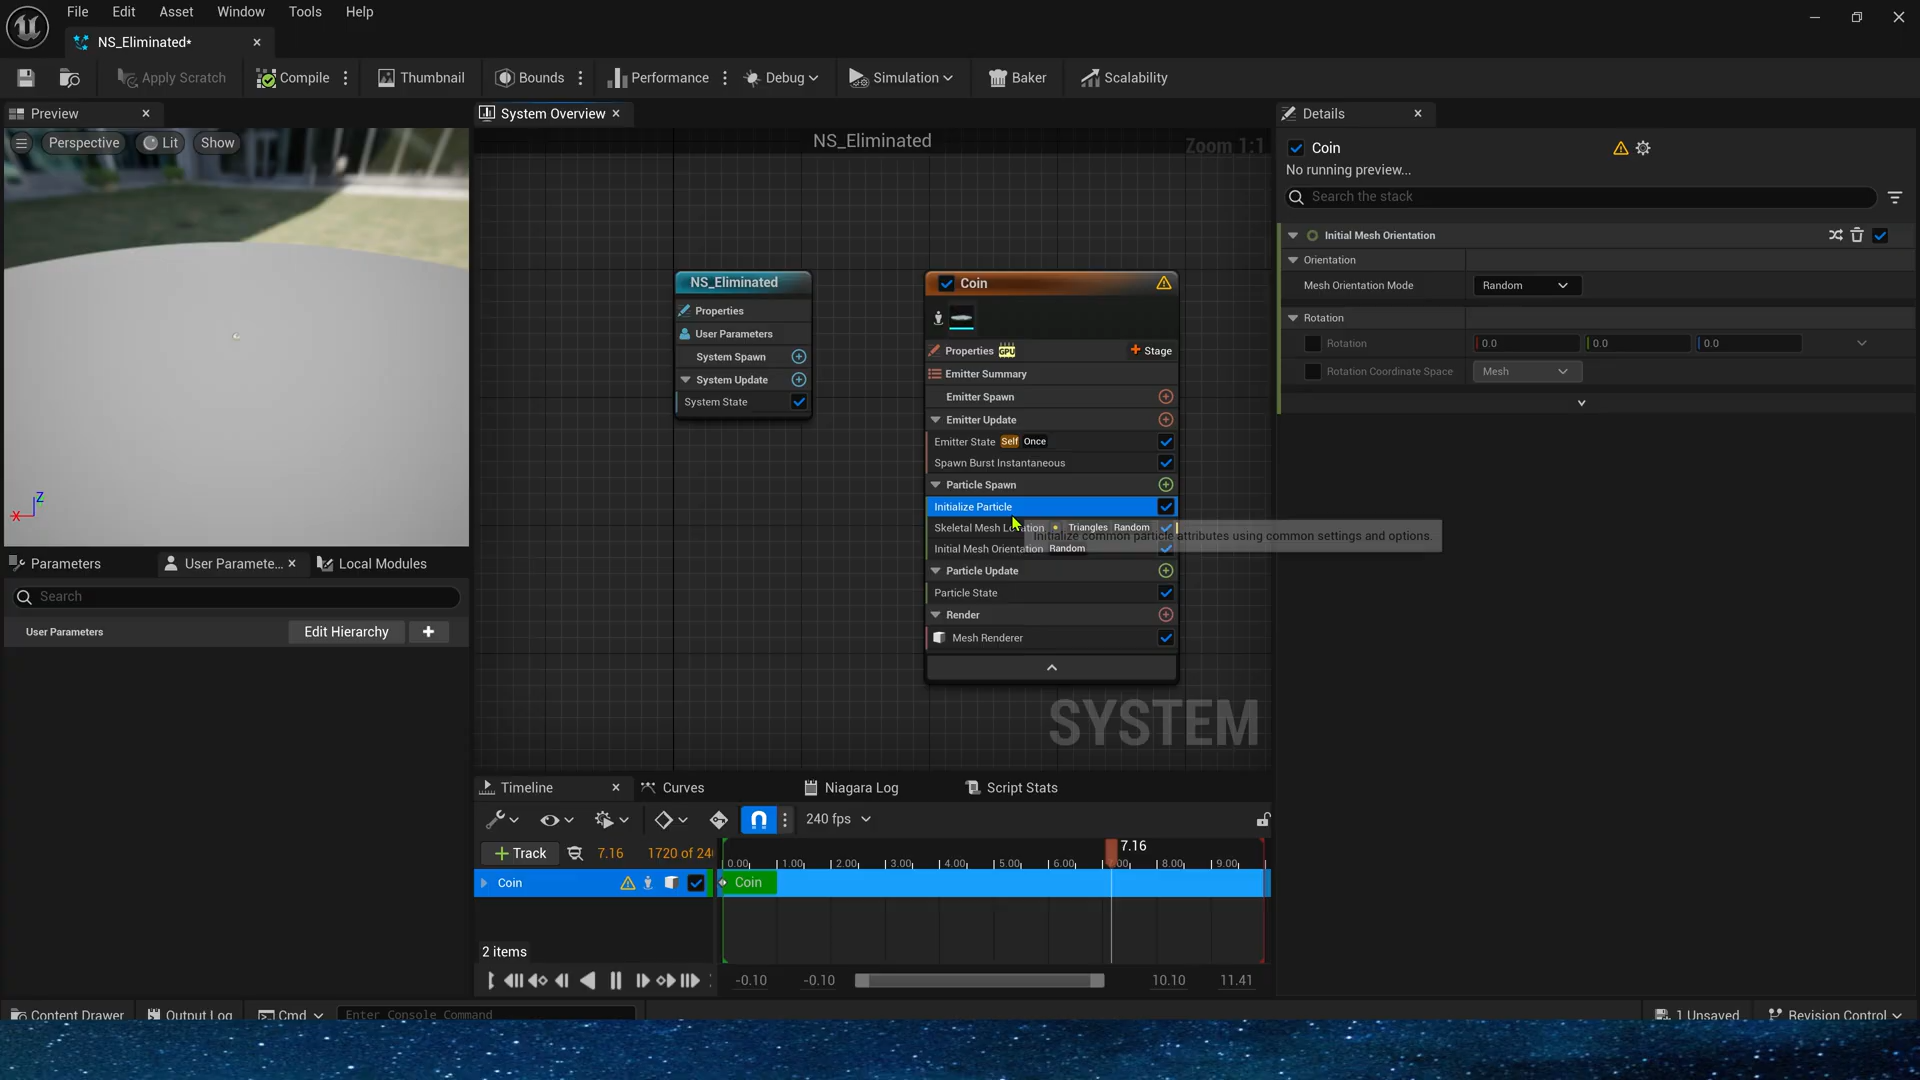 File Edit Asset Window Tools Help
NS_Eliminated*
Apply Scratch Compile Thumbnail Bounds Performance Debug Simulation Baker Scalability
Preview System Overview Details
Perspective Lit Show
NS_Eliminated
Zoom 1:1
Coin
No running preview...
Search the stack
Initial Mesh Orientation
Orientation
Mesh Orientation Mode Random
Rotation
Rotation 0.0 0.0 0.0
Rotation Coordinate Space Mesh
NS_Eliminated
Properties
User Parameters
System Spawn
System Update
System State
Coin
Properties GPU Stage
Emitter Summary
Emitter Spawn
Emitter Update
Emitter State Self Once
Spawn Burst Instantaneous
Particle Spawn
Initialize Particle
Skeletal Mesh Location Triangles Random
Initialize common particle attributes using common settings and options.
Initial Mesh Orientation Random
Particle Update
Particle State
Render
Mesh Renderer
SYSTEM
Z
X
Parameters User Paramete... Local Modules
Search
User Parameters Edit Hierarchy
Timeline Curves Niagara Log Script Stats
240 fps
Track 7.16 1720 of 24
7.16
0.00 1.00 2.00 3.00 4.00 5.00 6.00 7.00 8.00 9.00
Coin Coin
2 items
-0.10 -0.10 10.10 11.41
Content Drawer Output Log Cmd Enter Console Command 1 Unsaved Revision Control